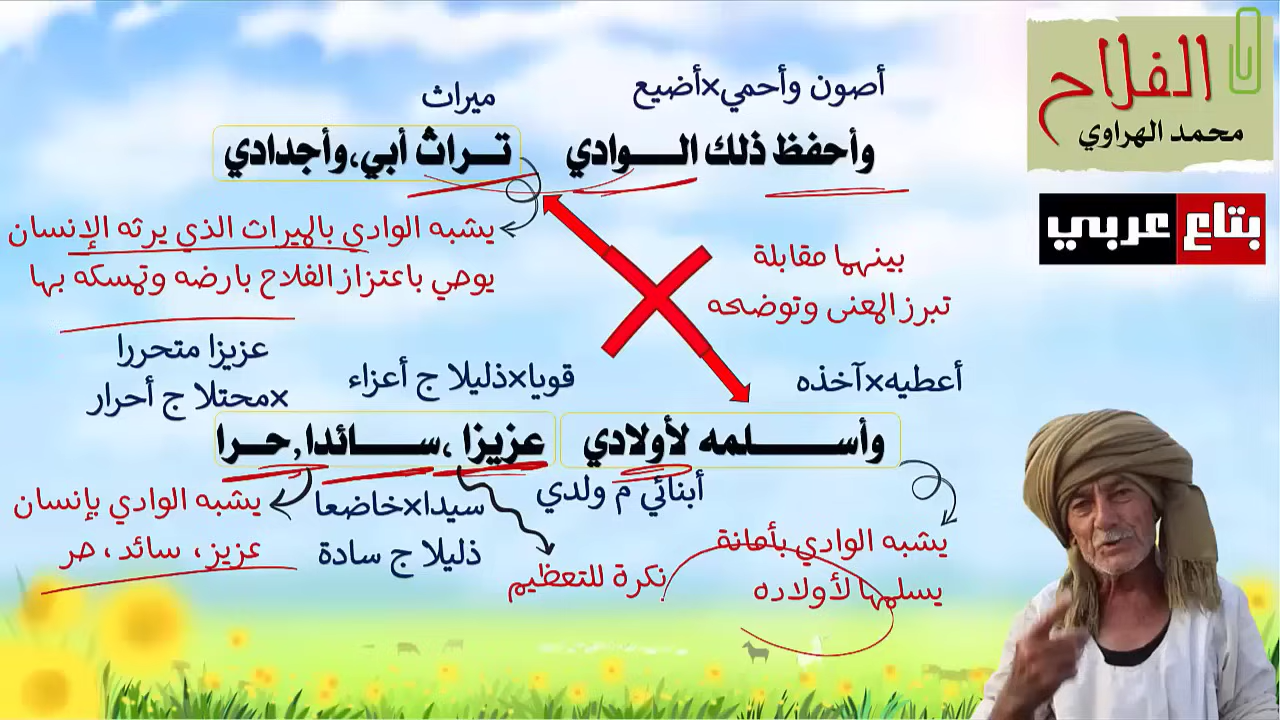 الفلاح
محمد الهراوي
بتاع عربي
أصون وأحمي×أضيع
ميراث
وأحفظ ذلك الوادي تراث أبي،وأجدادي
يشبه الوادي بالميراث الذي يرثه الإنسان
يوحي باعتزاز الفلاح بارضه وتمسكه بها
بينهما مقابلة
تبرز المعنى وتوضحه
أعطيه×آخذه
قويا×ذليلا ج أعزاء
عزيزا متحررا
×محتلا ج أحرار
وأسلمه لأولادي عزيزا ،سائدا,حرا
أبنائي م ولدي
سيدا×خاضعا
ذليلا ج سادة
يشبه الوادي بإنسان
عزيز، سائد، حر
نكرة للتعظيم
يشبه الوادي بأمانة
يسلمها لأولاده